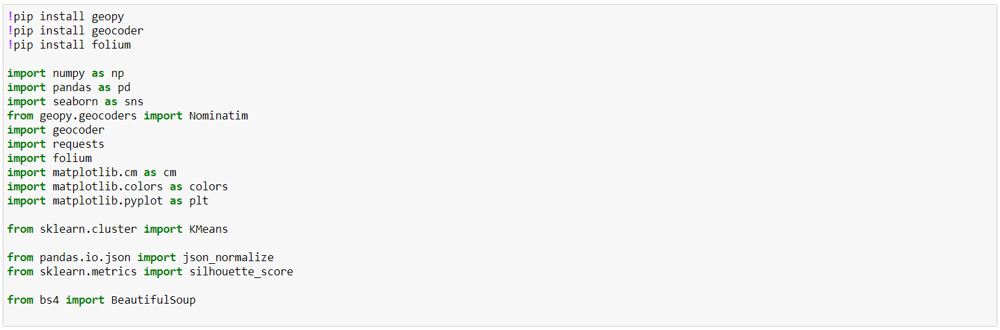 !pip install geopy
!pip install geocoder
!pip install folium
import numpy as np
import pandas as pd
import seaborn as sns
from geopy.geocoders import Nominatim
import geocoder
import requests
import folium
import matplotlib.cm as cm
import matplotlib.colors as colors
import matplotlib.pyplot as plt
from sklearn.cluster import KMeans
from pandas.io.json import json_normalize
from sklearn.metrics import silhouette_score
from bs4 import BeautifulSoup